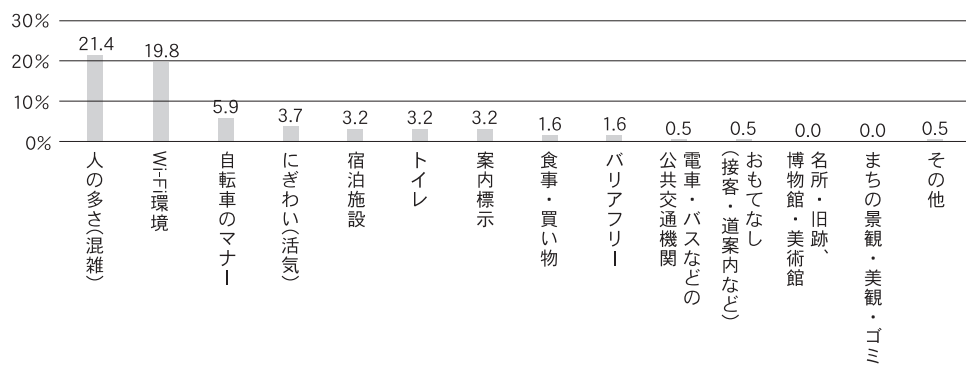 30%
20%
10%
0%
21.4
19.8
5.9
3.7
3.2
3.2
3.2
1.6
1.6
0.5
0.5
0.0
0.0
0.5
人の多さ(混雑)
Wi-Fi環境
自転車のマナー
にぎわい(活気)
宿泊施設
トイレ
案内標示
食事・買い物
バリアフリー
電車・バスなどの
公共交通機関
おもてなし
(接客・道案内など)
名所・旧跡、
博物館・美術館
まちの景観・美観・ゴミ
その他